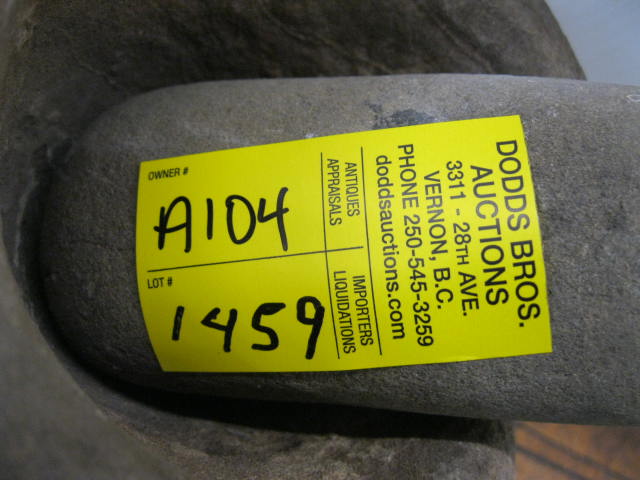 DODDS BROS.
AUCTIONS
3311 - 28TH AVE.
VERNON, B.C.
PHONE 250-545-3259
doddsauctions.com
ANTIQUES
APPRAISALS
IMPORTERS
LIQUIDATIONS
OWNER #
A104
LOT #
1459